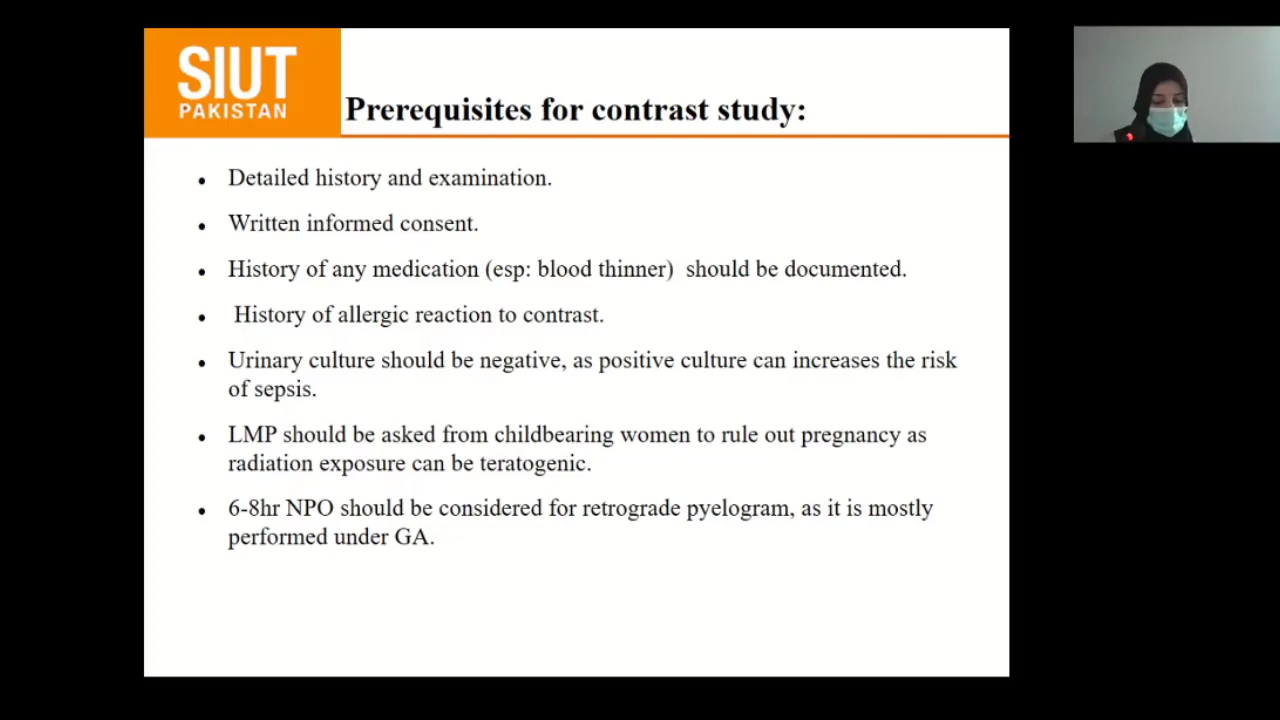 SIUT
PAKISTAN
Prerequisites for contrast study:
• Detailed history and examination.
• Written informed consent.
• History of any medication (esp: blood thinner) should be documented.
• History of allergic reaction to contrast.
• Urinary culture should be negative, as positive culture can increases the risk
of sepsis.
• LMP should be asked from childbearing women to rule out pregnancy as
radiation exposure can be teratogenic.
• 6-8hr NPO should be considered for retrograde pyelogram, as it is mostly
performed under GA.